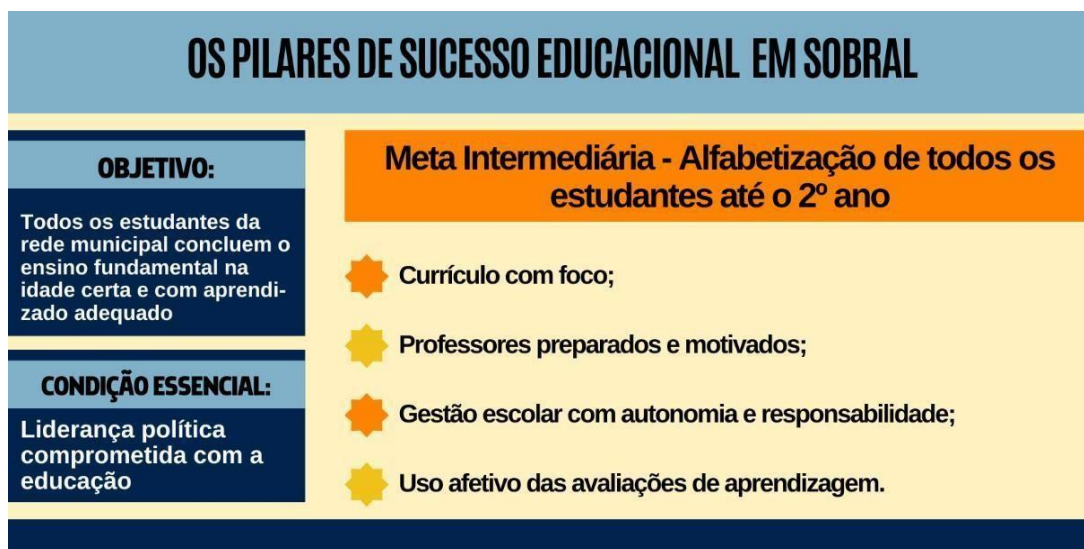 OS PILARES DE SUCESSO EDUCACIONAL EM SOBRAL
OBJETIVO:
Todos os estudantes da
rede municipal concluem o
ensino fundamental na
idade certa e com aprendi-
zado adequado
CONDIÇÃO ESSENCIAL:
Liderança política
comprometida com a
educação
Meta Intermediária - Alfabetização de todos os
estudantes até o 2º ano
Currículo com foco;
Professores preparados e motivados;
Gestão escolar com autonomia e responsabilidade;
Uso afetivo das avaliações de aprendizagem.